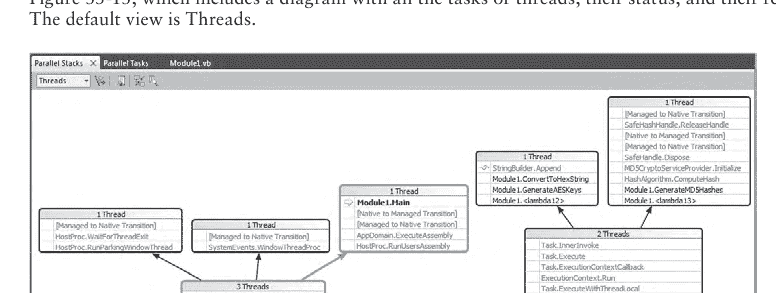 Figure 55-15, which includes a diagram with all the tasks or threads, their status, and their re
The default view is Threads.
Parallel Stacks Parallel Tasks Module1.vb
Threads
1 Thread
[Managed to Native Transition]
SafeHashHandle.ReleaseHandle
[Native to Managed Transition]
[Managed to Native Transition]
SafeHandle.Dispose
MD5CryptoServiceProvider.Initialize
HashAlgorithm.ComputeHash
Module1.GenerateMD5Hashes
Module1.<lambda13>
1 Thread
StringBuilder.Append
Module1.ConvertToHexString
Module1.GenerateAESKeys
Module1.<lambda12>
1 Thread
Module1.Main
[Native to Managed Transition]
[Managed to Native Transition]
AppDomain.ExecuteAssembly
HostProc.RunUsersAssembly
1 Thread
[Managed to Native Transition]
HostProc.WaitForThreadExit
HostProc.RunParkingWindowThread
1 Thread
[Managed to Native Transition]
SystemEvents.WindowThreadProc
2 Threads
Task.InnerInvoke
Task.Execute
Task.ExecutionContextCallback
ExecutionContext.Run
Task.ExecuteWithThreadLocal
3 Threads